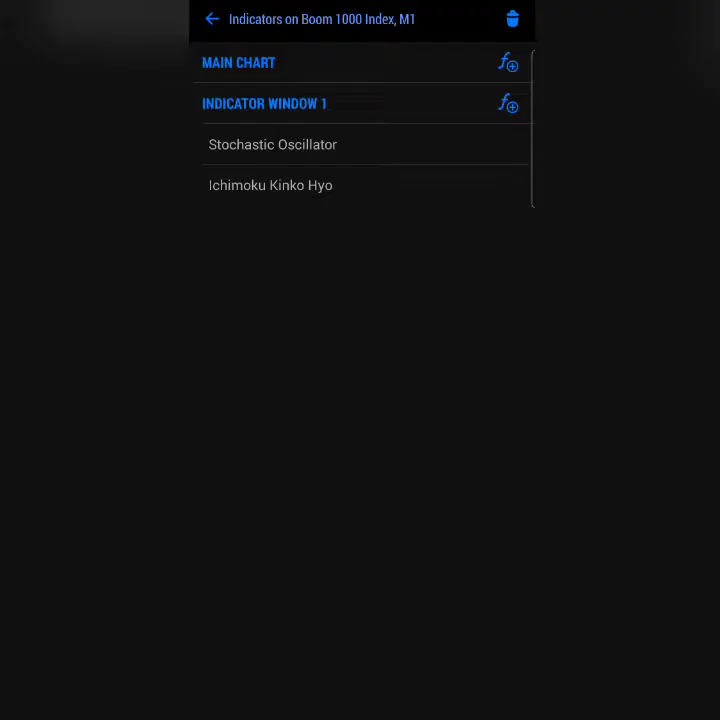 Indicators on Boom 1000 Index, M1
MAIN CHART
INDICATOR WINDOW 1
Stochastic Oscillator
Ichimoku Kinko Hyo